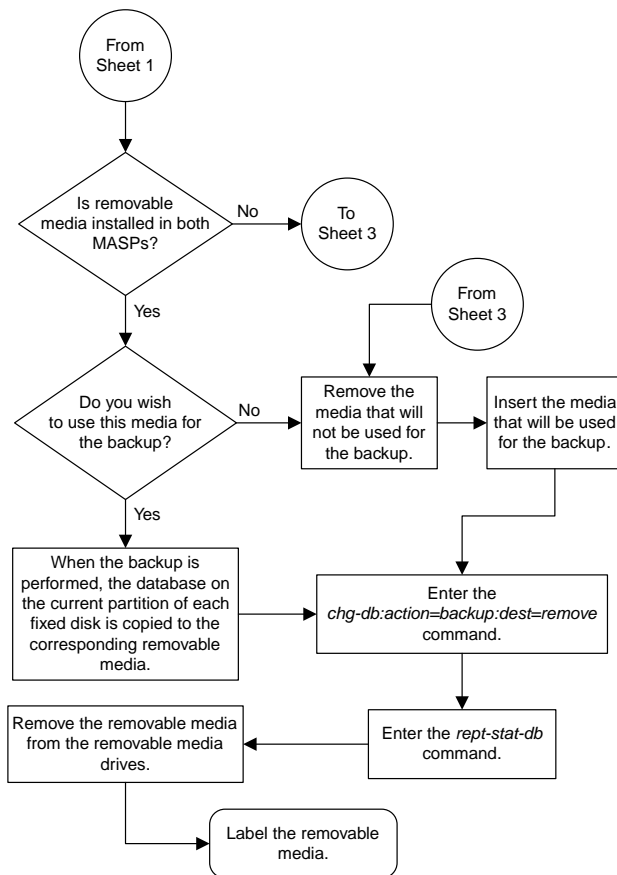 From
Sheet 1
Is removable
media installed in both
MASPs?
No
To
Sheet 3
Yes
From
Sheet 3
Do you wish
to use this media for
the backup?
No
Remove the
media that will
not be used for
the backup.
Insert the media
that will be used
for the backup.
Yes
When the backup is
performed, the database on
the current partition of each
fixed disk is copied to the
corresponding removable
media.
Enter the
chg-db:action=backup:dest=remove
command.
Enter the rept-stat-db
command.
Remove the removable media
from the removable media
drives.
Label the removable
media.